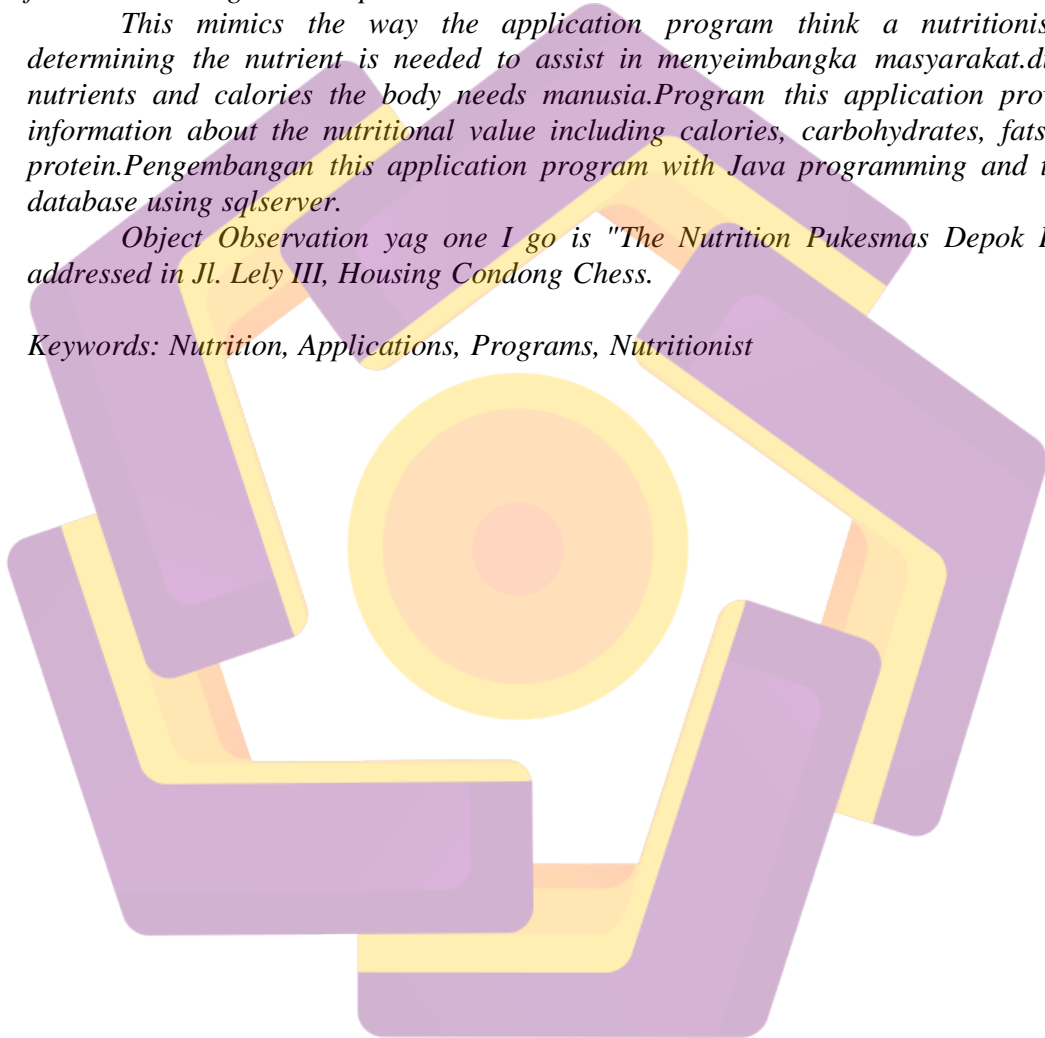 This mimics the way the application program think a nutritionis
determining the nutrient is needed to assist in menyeimbangka masyarakat.d
nutrients and calories the body needs manusia.Program this application prov
information about the nutritional value including calories, carbohydrates, fats
protein.Pengembangan this application program with Java programming and t
database using sqlserver.
Object Observation yag one I go is "The Nutrition Pukesmas Depok I
addressed in Jl. Lely III, Housing Condong Chess.
Keywords: Nutrition, Applications, Programs, Nutritionist